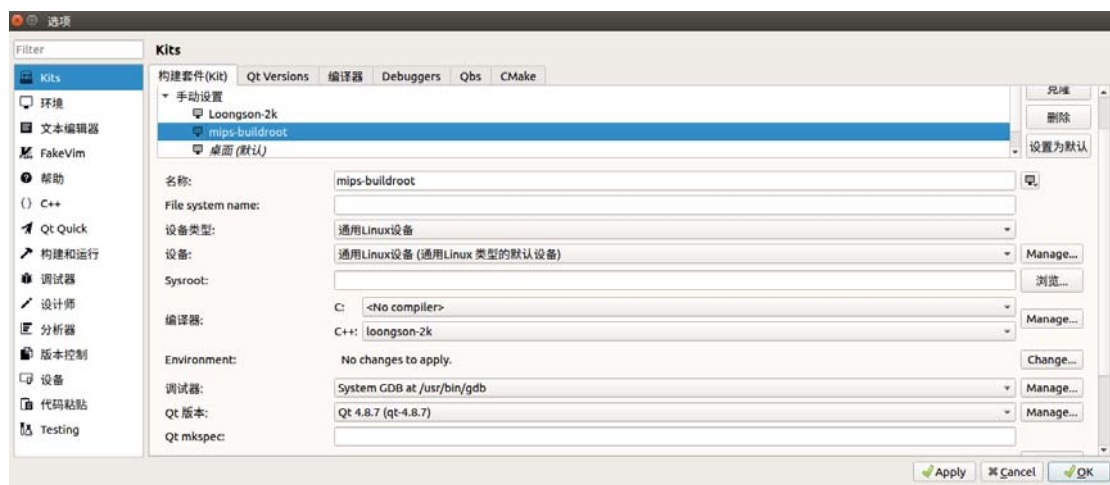 选项
Filter
Kits
Kits
环境
文本编辑器
FakeVim
帮助
{} C++
Qt Quick
构建和运行
调试器
设计师
分析器
版本控制
设备
代码粘贴
Testing
构建套件(Kit) Qt Versions 编译器 Debuggers Qbs CMake
手动设置
Loongson-2k
mips-buildroot
桌面 (默认)
克隆
删除
设置为默认
名称: mips-buildroot
File system name:
设备类型: 通用Linux设备
设备: 通用Linux设备 (通用Linux 类型的默认设备) Manage...
Sysroot: 浏览...
编译器: C: <No compiler> Manage...
C++: loongson-2k
Environment: No changes to apply. Change...
调试器: System GDB at /usr/bin/gdb Manage...
Qt 版本: Qt 4.8.7 (qt-4.8.7) Manage...
Qt mkspec:
Apply Cancel OK